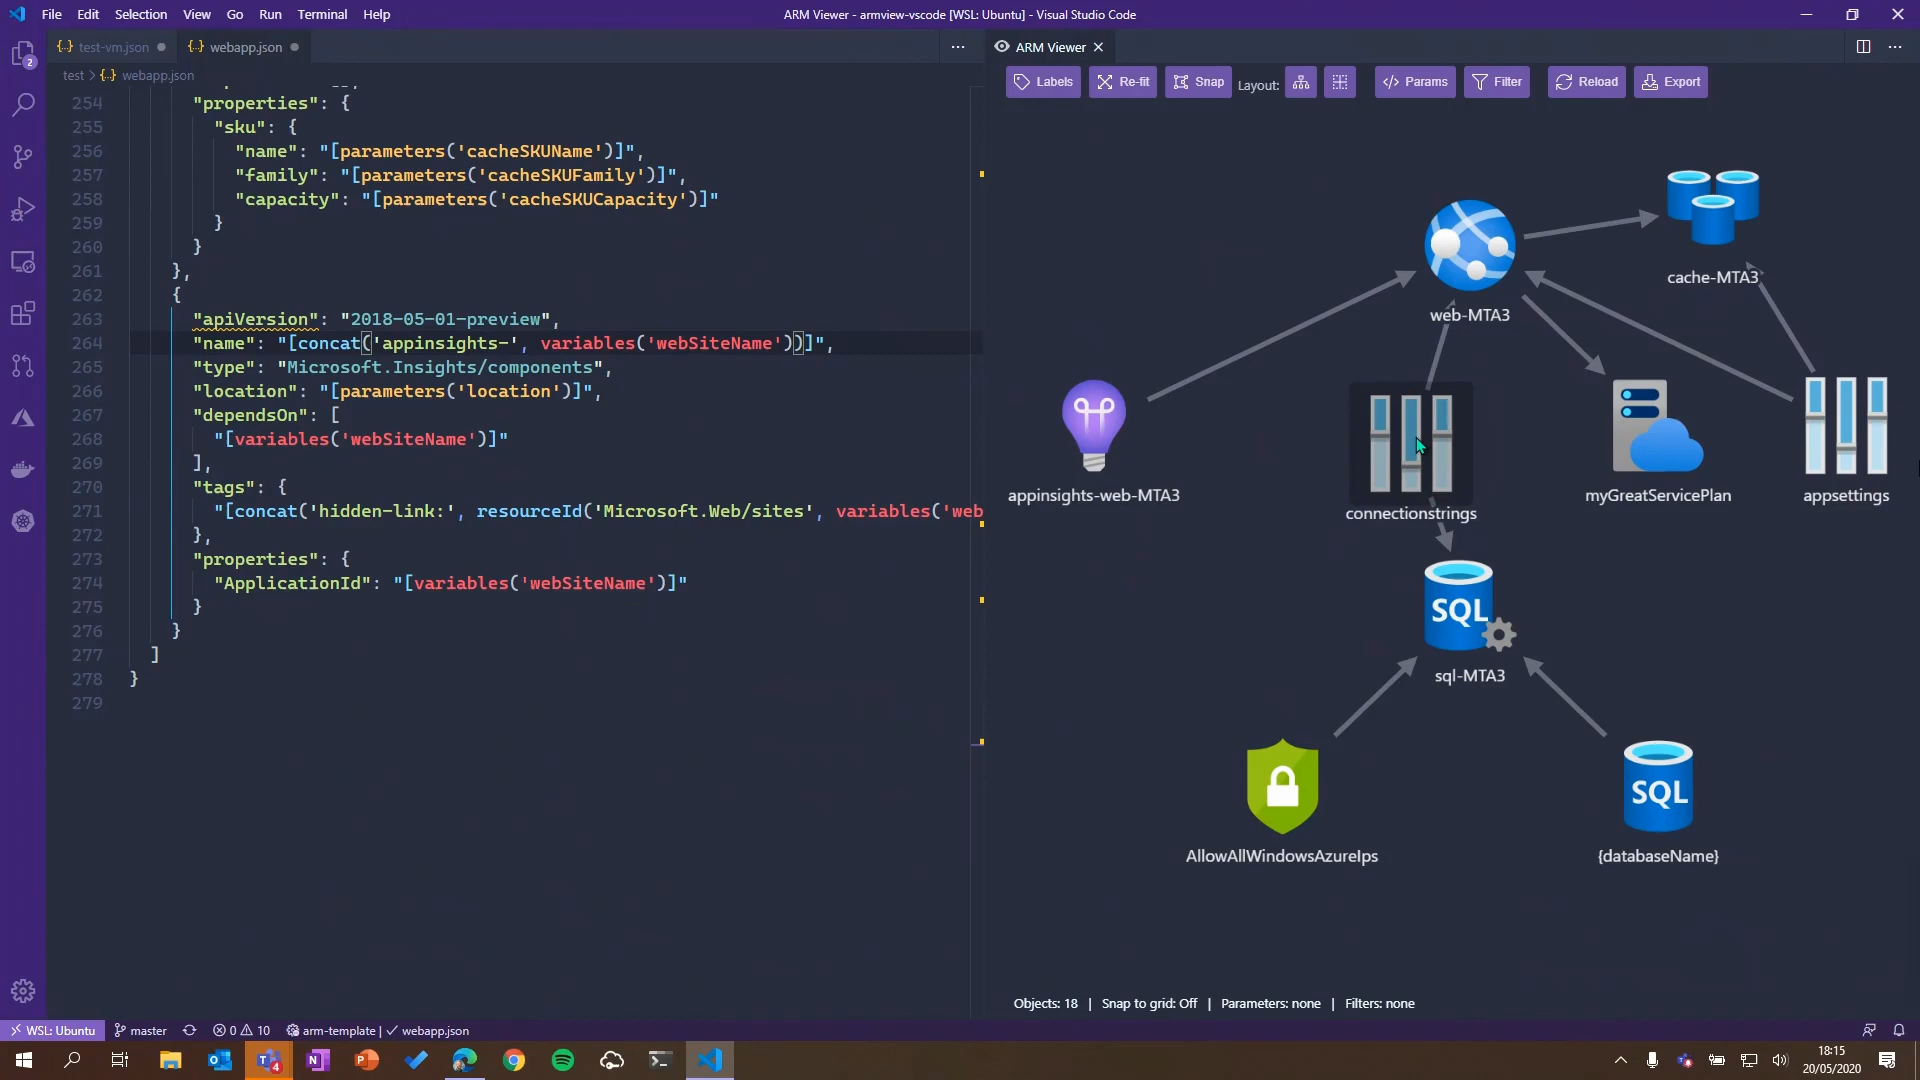 File Edit Selection View Go Run Terminal Help
ARM Viewer - armview-vscode [WSL: Ubuntu] - Visual Studio Code
test-vm.json
webapp.json
ARM Viewer
test > {..} webapp.json
Labels
Re-fit
Snap
Layout:
Params
Filter
Reload
Export
2
254 "properties": {
255 "sku": {
256 "name": "[parameters('cacheSKUName')]",
257 "family": "[parameters('cacheSKUFamily')]",
258 "capacity": "[parameters('cacheSKUCapacity')]"
259 }
260 }
261 },
262 {
263 "apiVersion": "2018-05-01-preview",
264 "name": "[concat('appinsights-', variables('webSiteName'))]",
265 "type": "Microsoft.Insights/components",
266 "location": "[parameters('location')]",
267 "dependsOn": [
268 "[variables('webSiteName')]"
269 ],
270 "tags": {
271 "[concat('hidden-link:', resourceId('Microsoft.Web/sites', variables('web
272 },
273 "properties": {
274 "ApplicationId": "[variables('webSiteName')]"
275 }
276 }
277 ]
278 }
279
cache-MTA3
web-MTA3
appinsights-web-MTA3
connectionstrings
myGreatServicePlan
appsettings
SQL
sql-MTA3
SQL
AllowAllWindowsAzureIps
{databaseName}
Objects: 18 | Snap to grid: Off | Parameters: none | Filters: none
WSL: Ubuntu
master
0
10
arm-template | ✓ webapp.json
4
18:15
20/05/2020